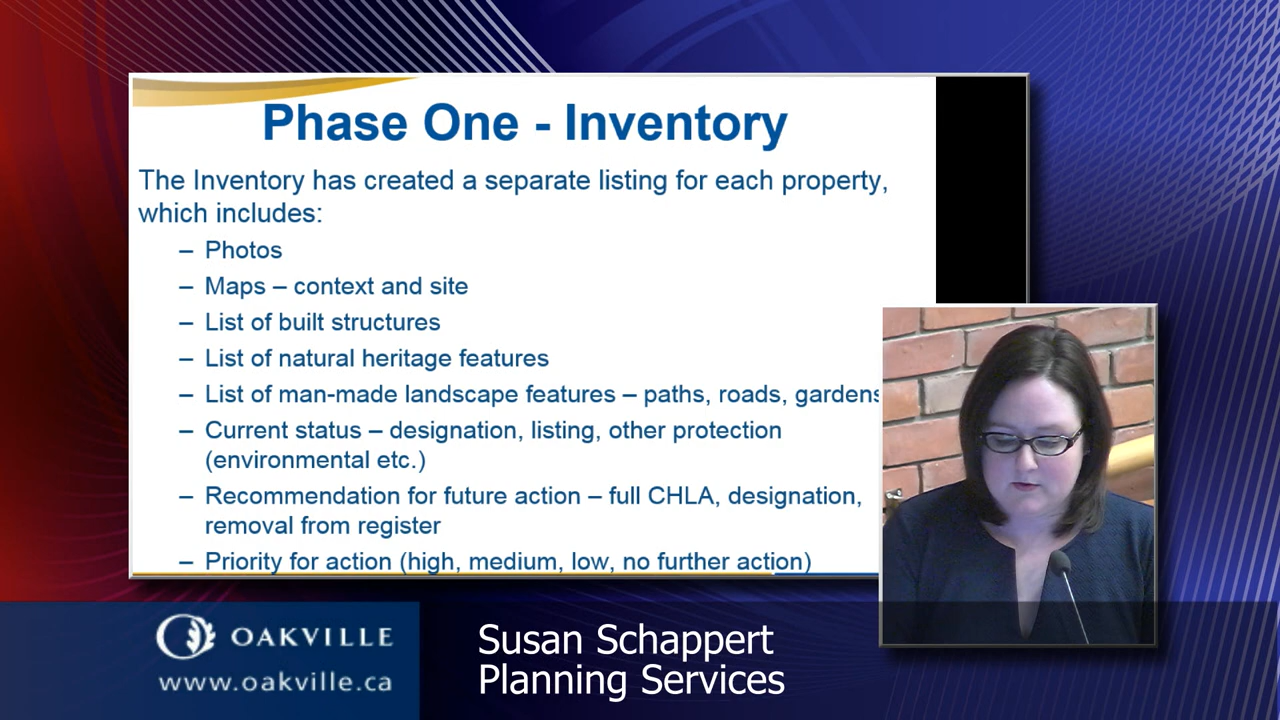 Phase One - Inventory
The Inventory has created a separate listing for each property,
which includes:
– Photos
– Maps – context and site
– List of built structures
– List of natural heritage features
– List of man-made landscape features – paths, roads, gardens
– Current status – designation, listing, other protection
(environmental etc.)
– Recommendation for future action – full CHLA, designation,
removal from register
– Priority for action (high, medium, low, no further action)
OAKVILLE
www.oakville.ca
Susan Schappert
Planning Services